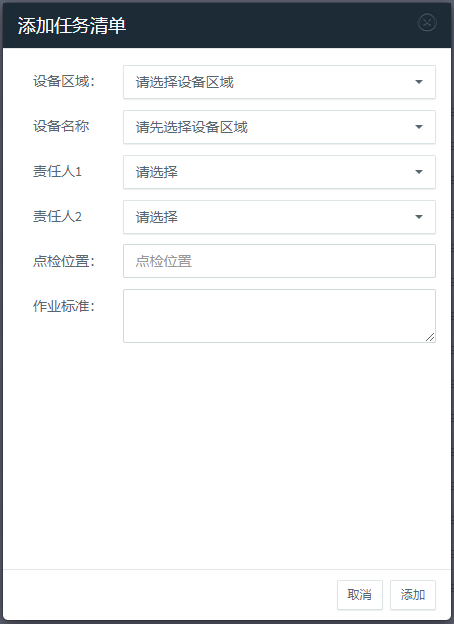 添加任务清单
设备区域： 请选择设备区域
设备名称 请先选择设备区域
责任人1 请选择
责任人2 请选择
点检位置： 点检位置
作业标准：
取消 添加